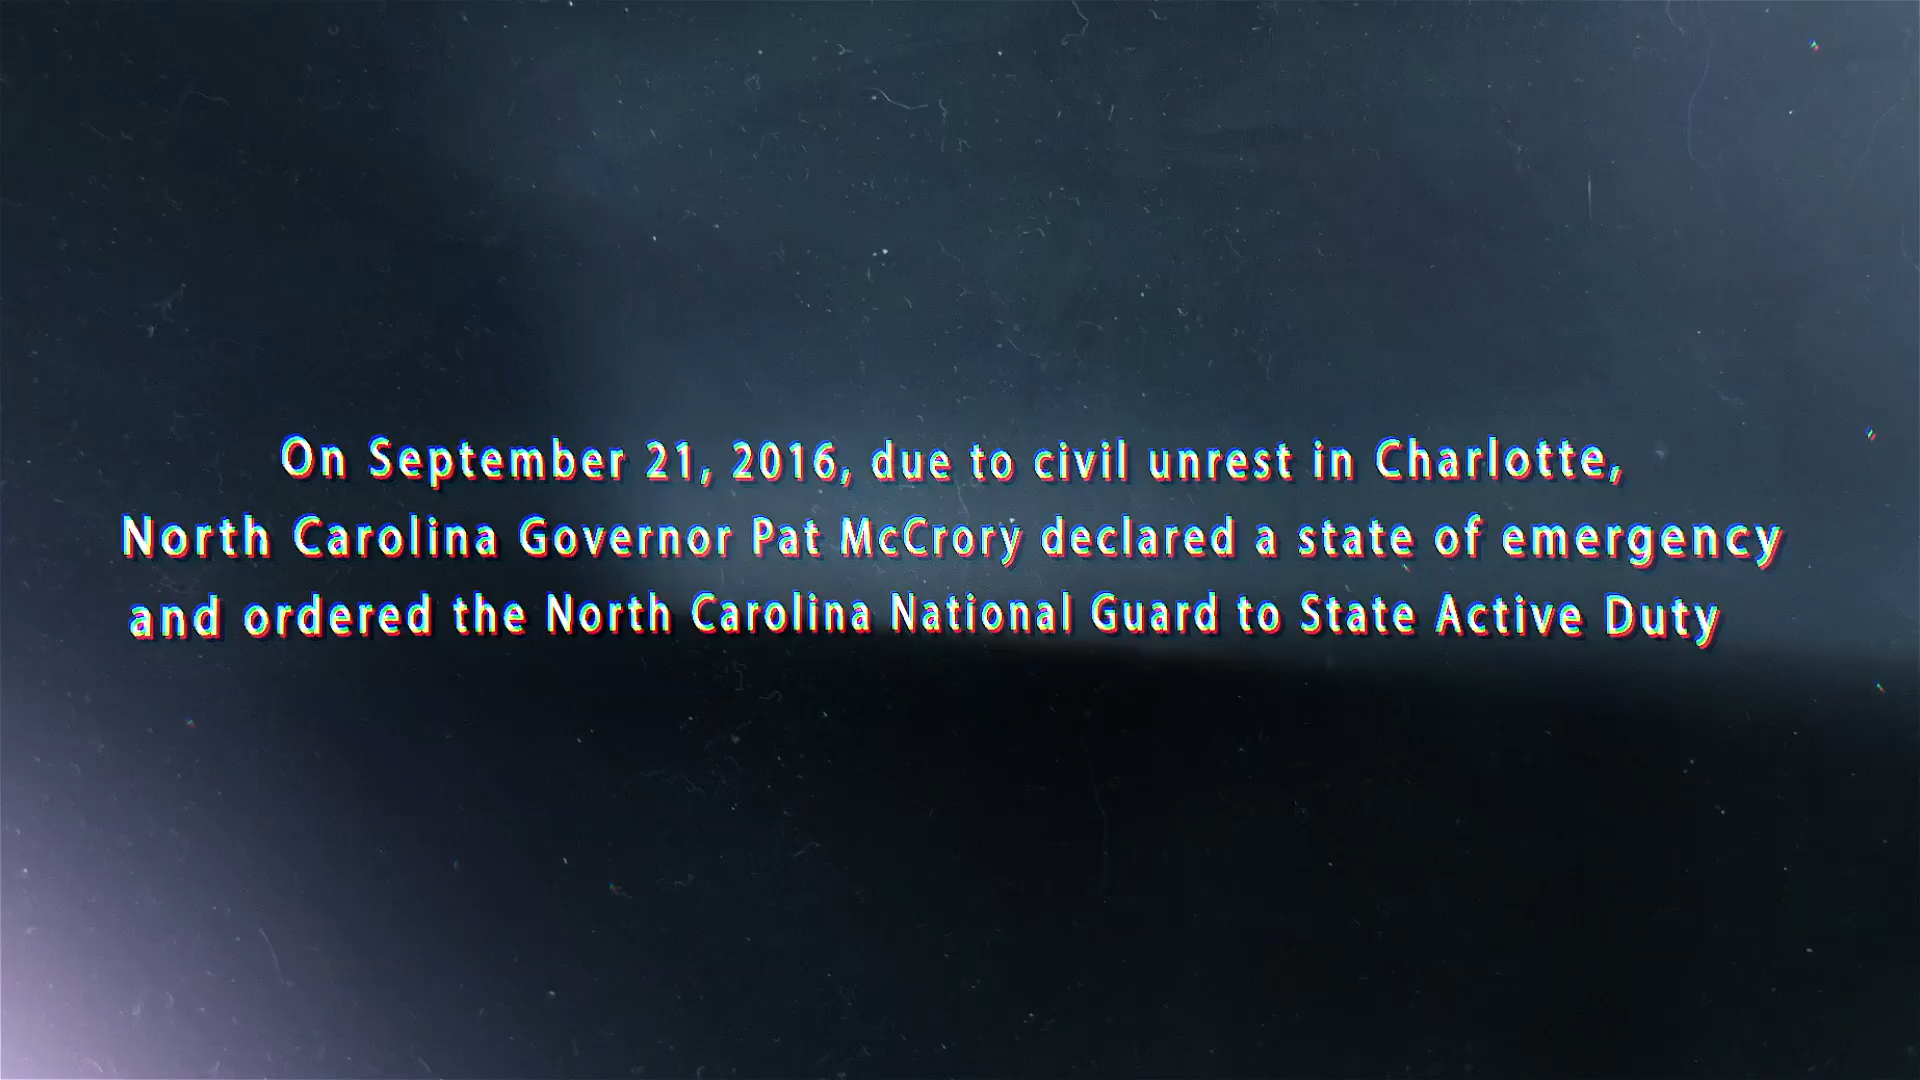 On September 21, 2016, due to civil unrest in Charlotte,
North Carolina Governor Pat McCrory declared a state of emergency
and ordered the North Carolina National Guard to State Active Duty